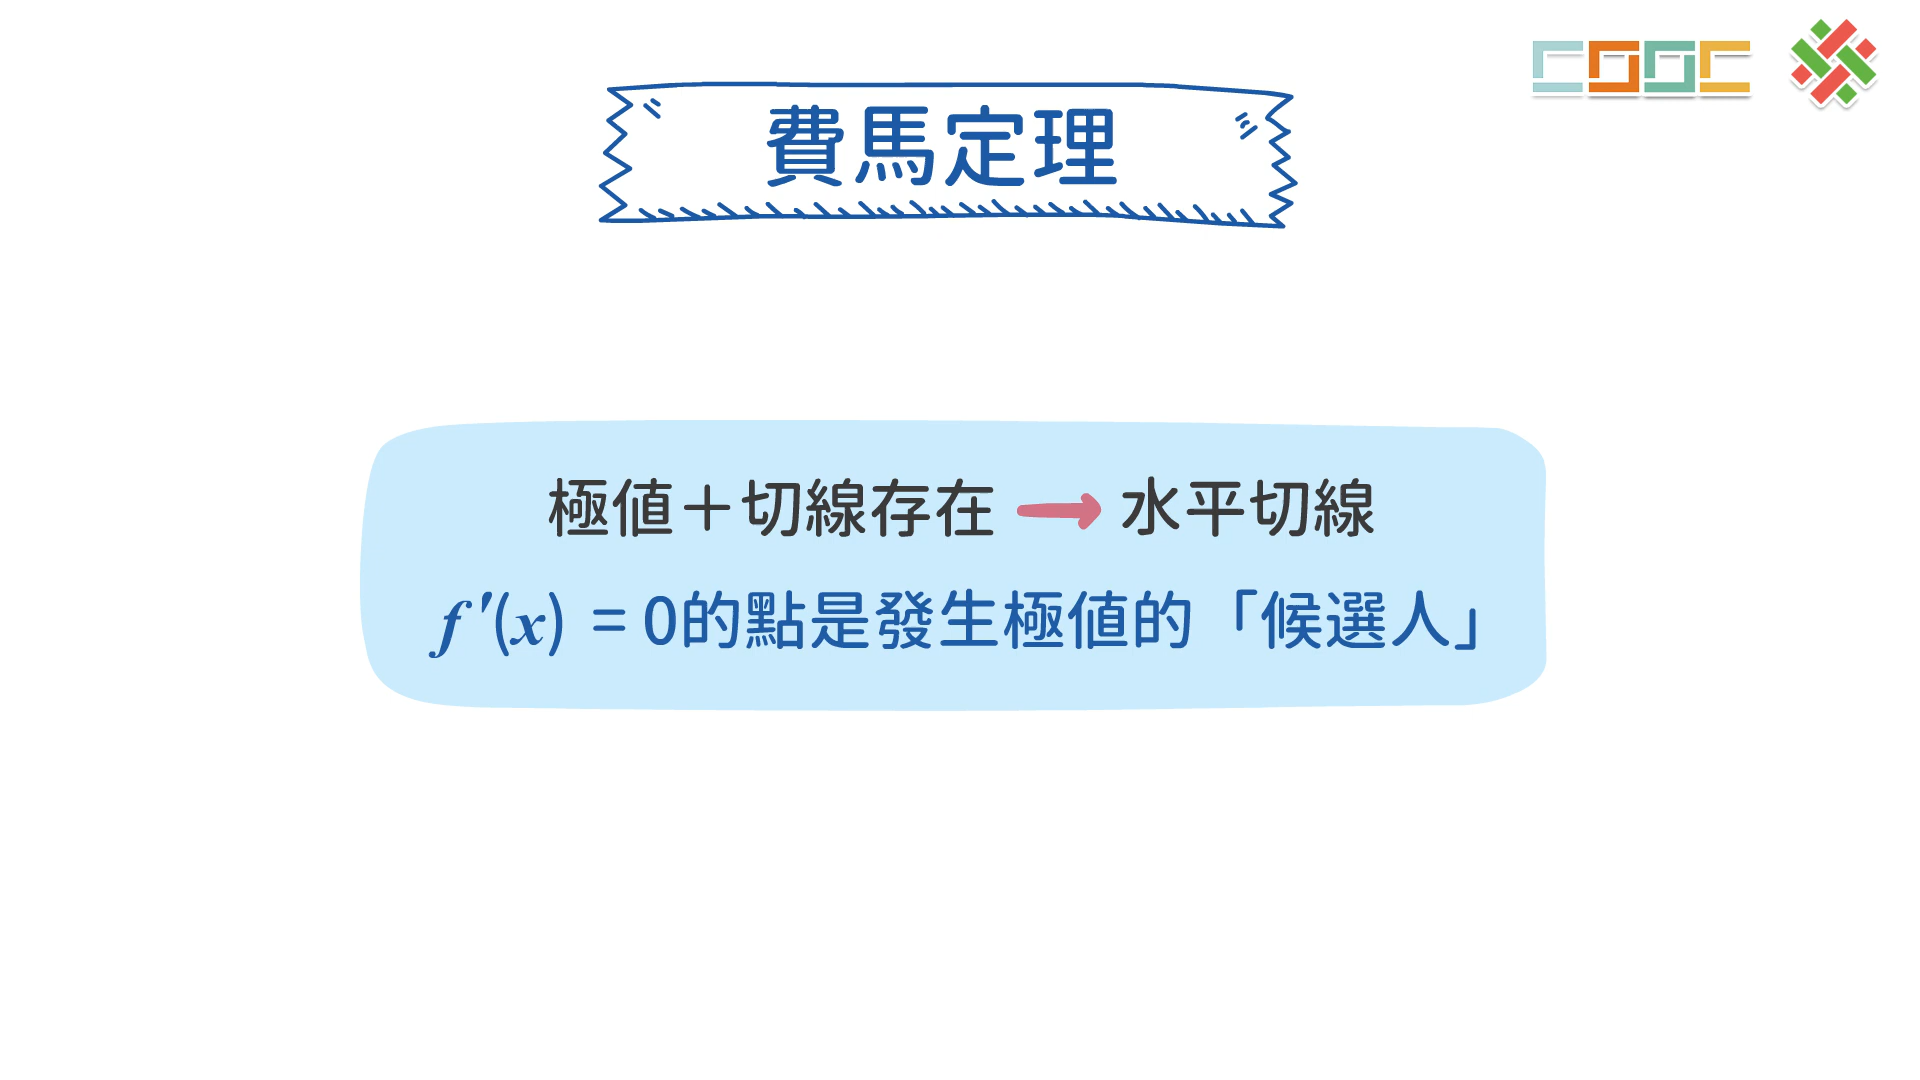 費馬定理
極值＋切線存在 → 水平切線
f'(x) = 0的點是發生極值的「候選人」